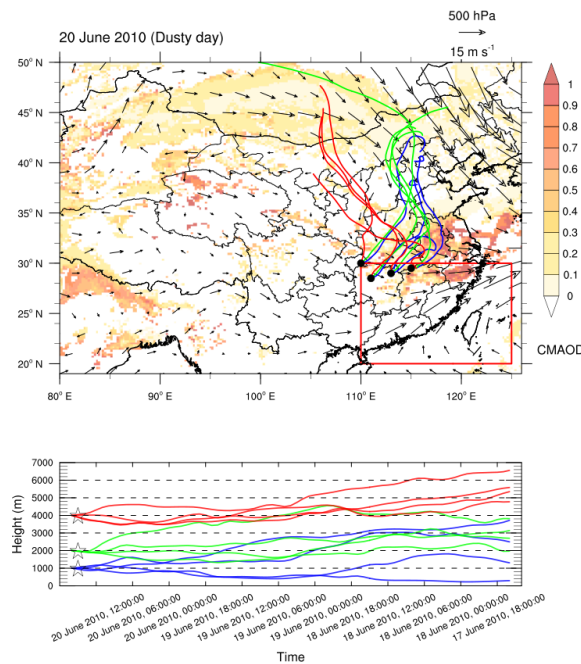 500 hPa
20 June 2010 (Dusty day)
15 m s⁻¹
50° N
45° N
40° N
35° N
30° N
25° N
20° N
80° E
90° E
100° E
110° E
120° E
1
0.9
0.8
0.7
0.6
0.5
0.4
0.3
0.2
0.1
0
CMAOD
7000
6000
5000
4000
3000
2000
1000
0
Height (m)
20 June 2010, 12:00:00
20 June 2010, 06:00:00
20 June 2010, 00:00:00
19 June 2010, 18:00:00
19 June 2010, 12:00:00
19 June 2010, 06:00:00
19 June 2010, 00:00:00
18 June 2010, 18:00:00
18 June 2010, 12:00:00
18 June 2010, 06:00:00
18 June 2010, 00:00:00
17 June 2010, 18:00:00
Time